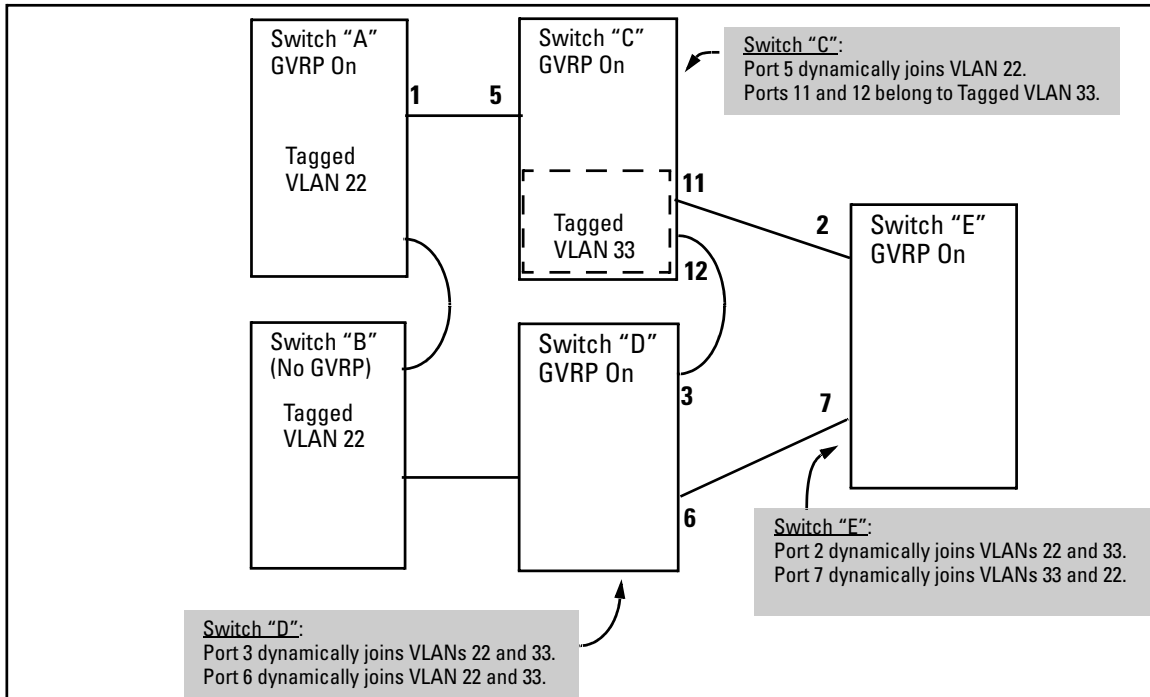 Switch “A”
GVRP On
1
Tagged
VLAN 22
5
Switch “C”
GVRP On
11
Tagged
VLAN 33
12
Switch “C”:
Port 5 dynamically joins VLAN 22.
Ports 11 and 12 belong to Tagged VLAN 33.
2
Switch “E”
GVRP On
Switch “B”
(No GVRP)
Tagged
VLAN 22
Switch “D”
GVRP On
3
7
6
Switch “E”:
Port 2 dynamically joins VLANs 22 and 33.
Port 7 dynamically joins VLANs 33 and 22.
Switch “D”:
Port 3 dynamically joins VLANs 22 and 33.
Port 6 dynamically joins VLAN 22 and 33.